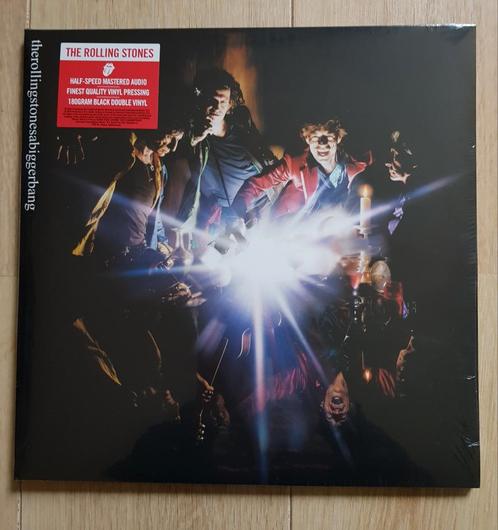 THE ROLLING STONES
HALF-SPEED MASTERED AUDIO
FINEST QUALITY VINYL PRESSING
180GRAM BLACK DOUBLE VINYL
therollingstonesabiggerbang